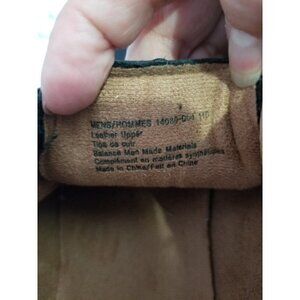 MENS/HOMMES
Leather Upper
Tige de cuir
Balance Man Made Materials
Complément en matières synthétiques
Made in China/Fait en Chine